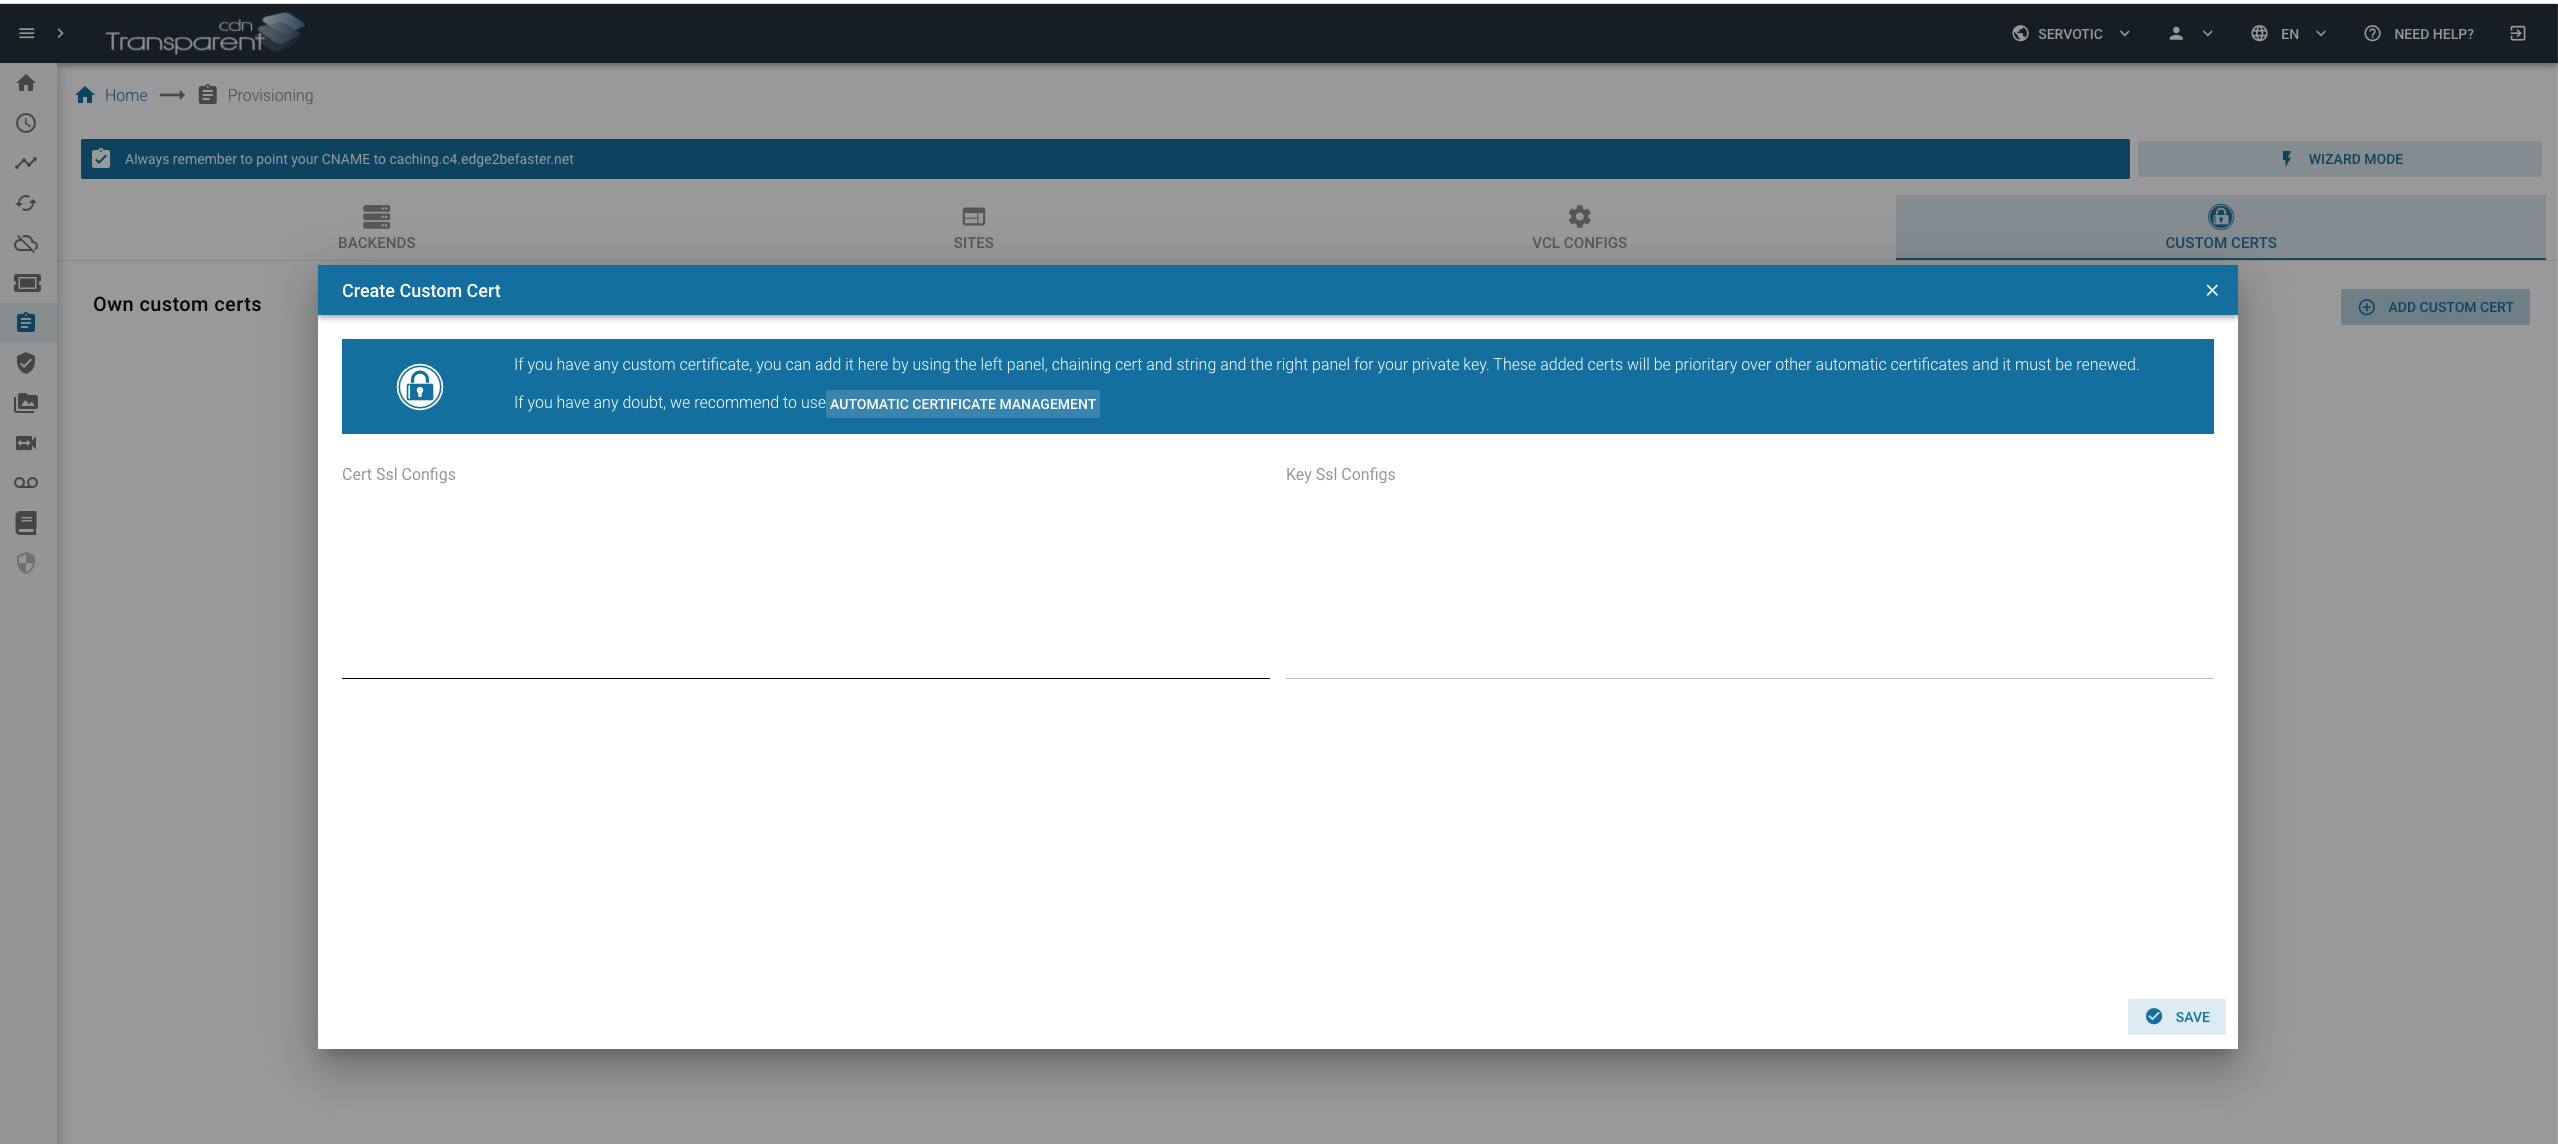 cdn
Transparent
SERVOTIC
EN
NEED HELP?
Home
Provisioning
Always remember to point your CNAME to caching.c4.edge2befaster.net
WIZARD MODE
BACKENDS
SITES
VCL CONFIGS
CUSTOM CERTS
Own custom certs
ADD CUSTOM CERT
Create Custom Cert
If you have any custom certificate, you can add it here by using the left panel, chaining cert and string and the right panel for your private key. These added certs will be prioritary over other automatic certificates and it must be renewed.
If you have any doubt, we recommend to use AUTOMATIC CERTIFICATE MANAGEMENT
Cert Ssl Configs
Key Ssl Configs
SAVE